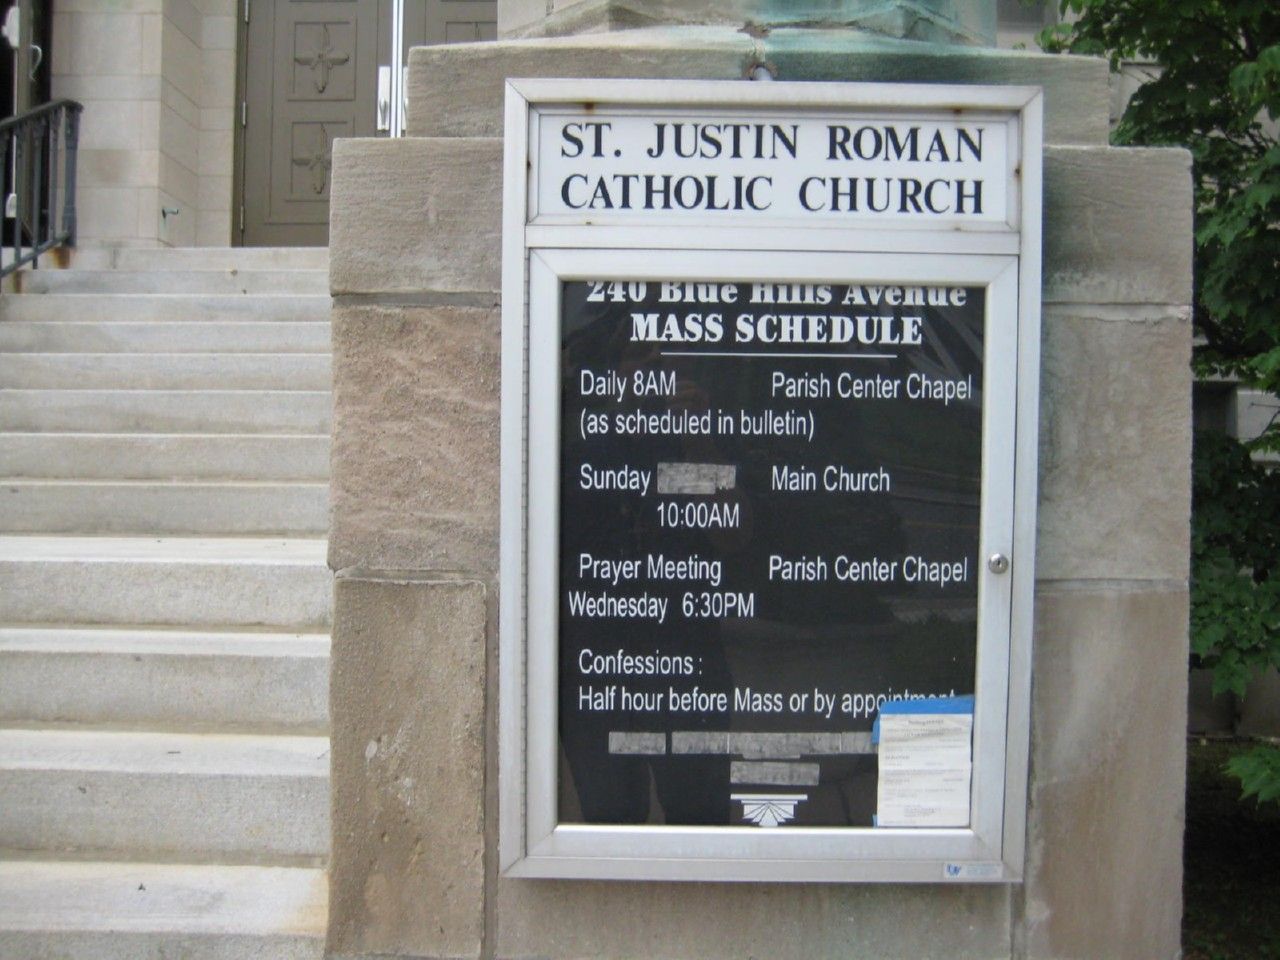 ST. JUSTIN ROMAN
CATHOLIC CHURCH
240 Blue Hills Avenue
MASS SCHEDULE
Daily 8AM Parish Center Chapel
(as scheduled in bulletin)
Sunday Main Church
10:00AM
Prayer Meeting Parish Center Chapel
Wednesday 6:30PM
Confessions :
Half hour before Mass or by appointment